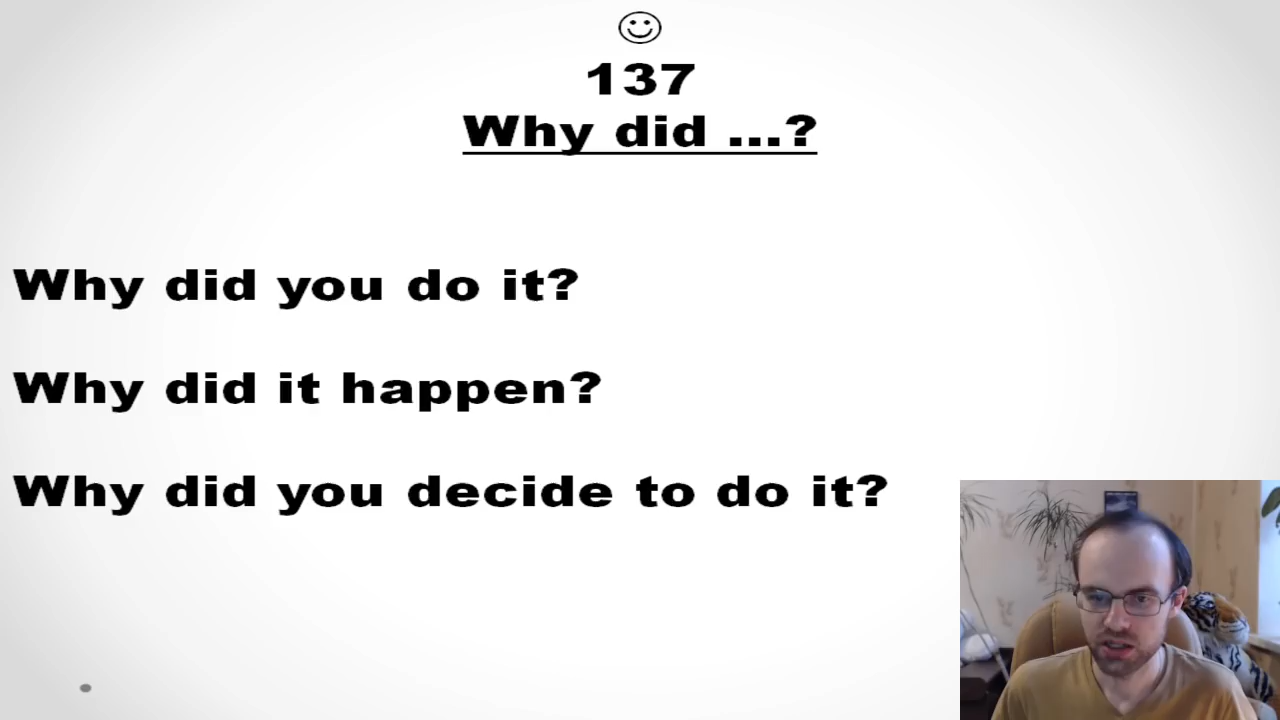 137
Why did ...?
Why did you do it?
Why did it happen?
Why did you decide to do it?